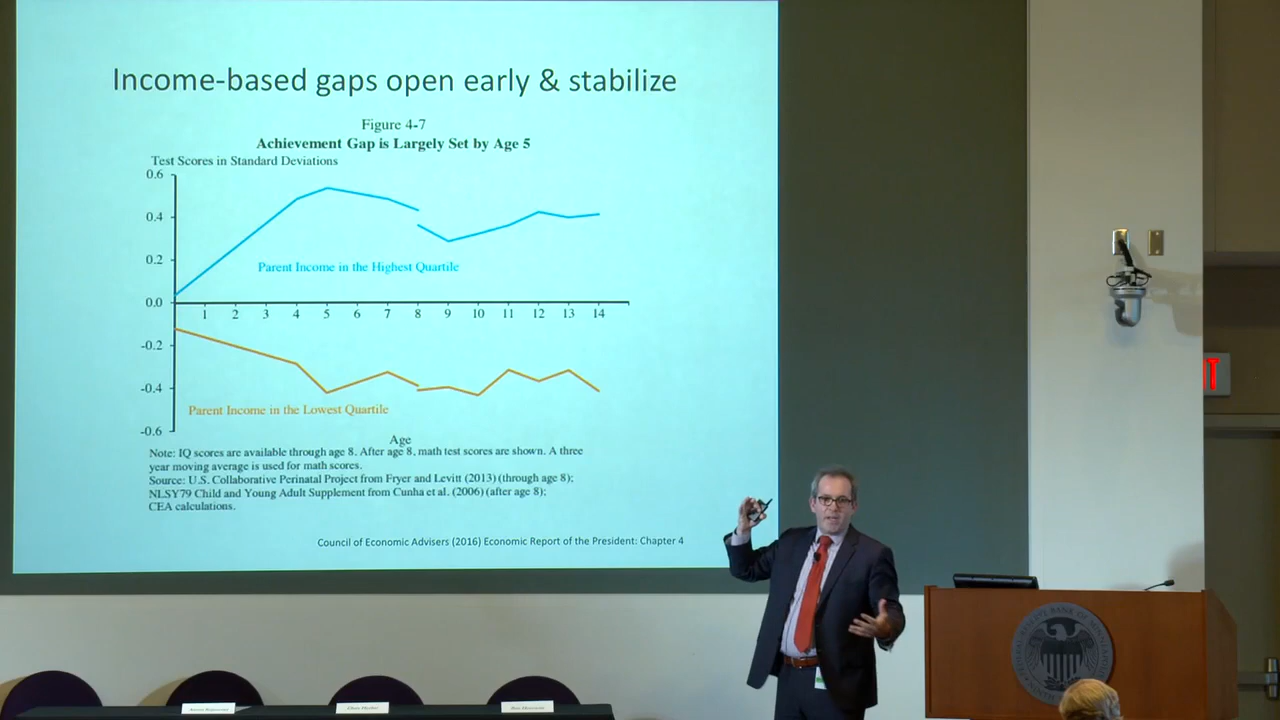 Income-based gaps open early & stabilize
Figure 4-7
Achievement Gap is Largely Set by Age 5
Test Scores in Standard Deviations
0.6
0.4
0.2
Parent Income in the Highest Quartile
0.0
1 2 3 4 5 6 7 8 9 10 11 12 13 14
-0.2
-0.4
Parent Income in the Lowest Quartile
-0.6
Age
Note: IQ scores are available through age 8. After age 8, math test scores are shown. A three
year moving average is used for math scores.
Source: U.S. Collaborative Perinatal Project from Fryer and Levitt (2013) (through age 8);
NLSY79 Child and Young Adult Supplement from Cunha et al. (2006) (after age 8);
CEA calculations.
Council of Economic Advisers (2016) Economic Report of the President: Chapter 4